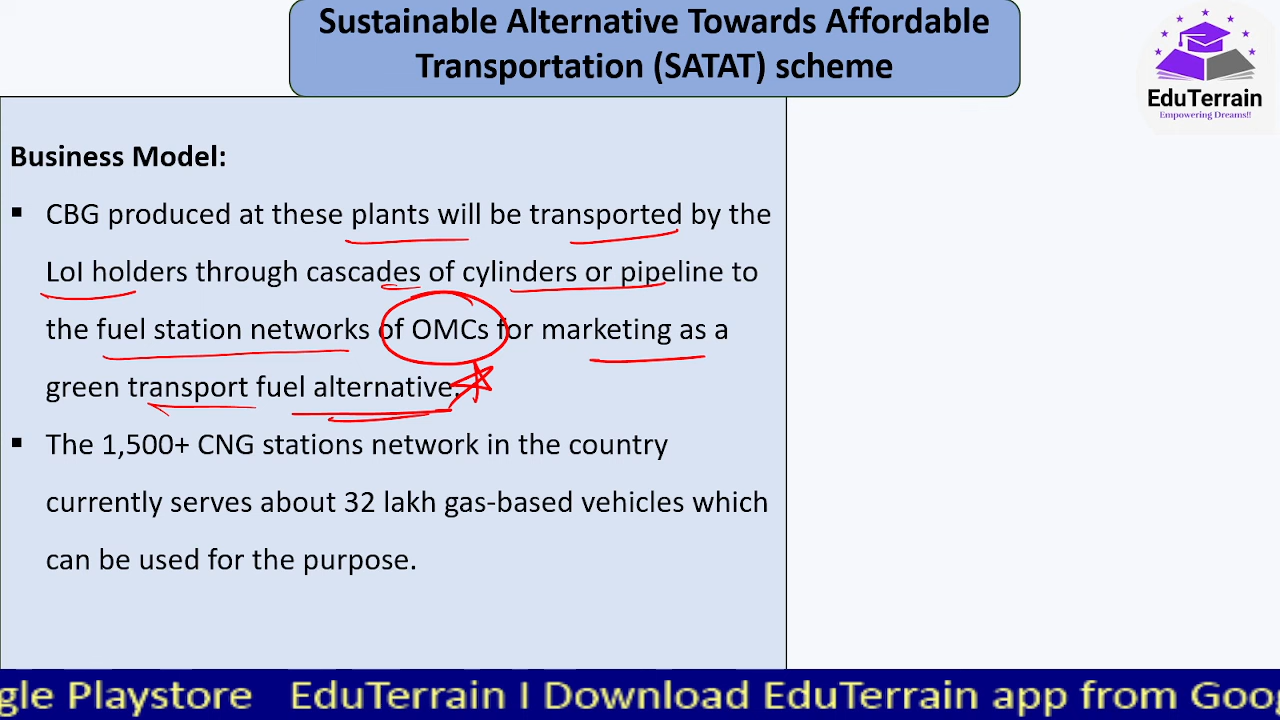 Sustainable Alternative Towards Affordable
Transportation (SATAT) scheme
EduTerrain
Empowering Dreams!!
Business Model:
▪ CBG produced at these plants will be transported by the
LoI holders through cascades of cylinders or pipeline to
the fuel station networks of OMCs for marketing as a
green transport fuel alternative.
▪ The 1,500+ CNG stations network in the country
currently serves about 32 lakh gas-based vehicles which
can be used for the purpose.
gle Playstore EduTerrain I Download EduTerrain app from Goog